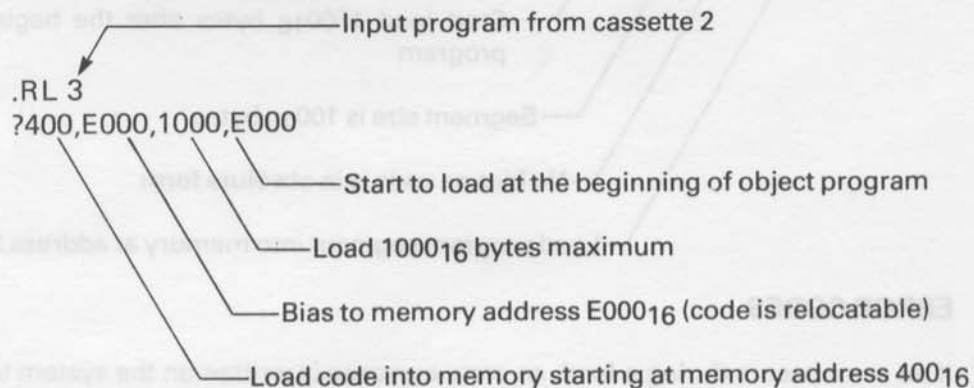 Input program from cassette 2
.RL 3
?400,E000,1000,E000
Start to load at the beginning of object program
Load 1000₁₆ bytes maximum
Bias to memory address E000₁₆ (code is relocatable)
Load code into memory starting at memory address 400₁₆